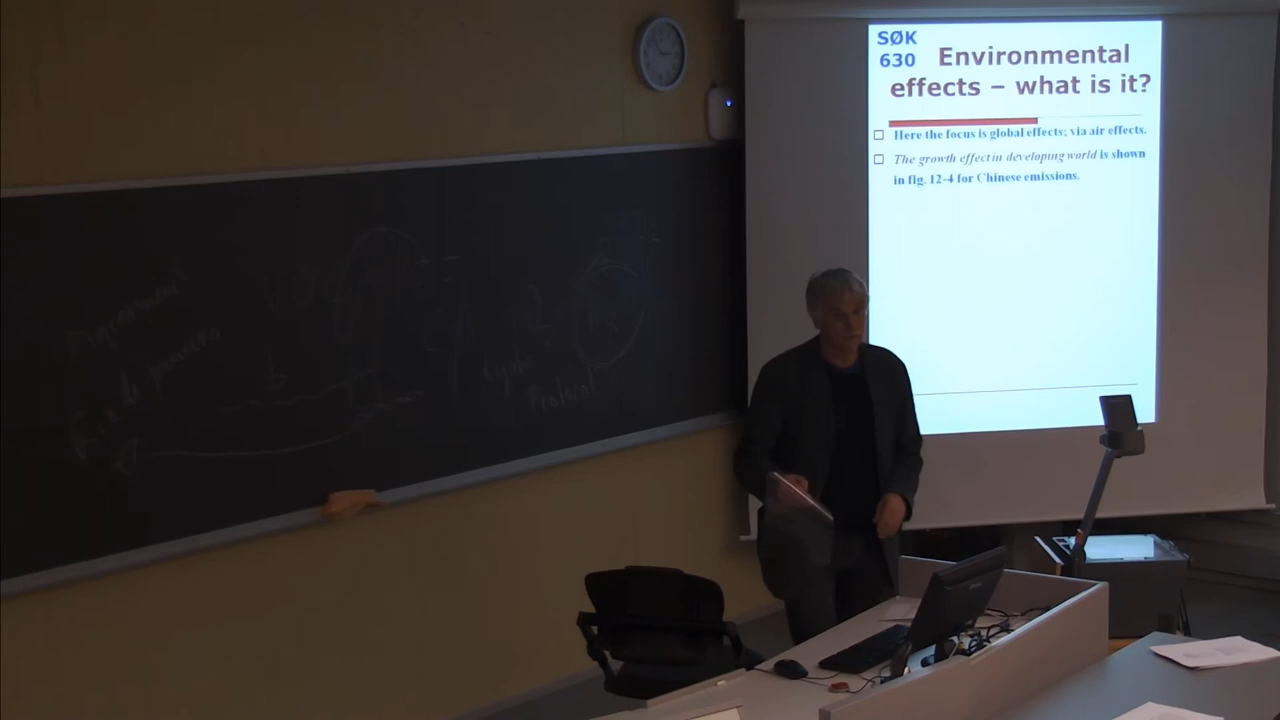 SØK
630
Environmental
effects – what is it?
Here the focus is global effects; via air effects.
The growth effect in developing world is shown
in fig. 12-4 for Chinese emissions.
Protocol